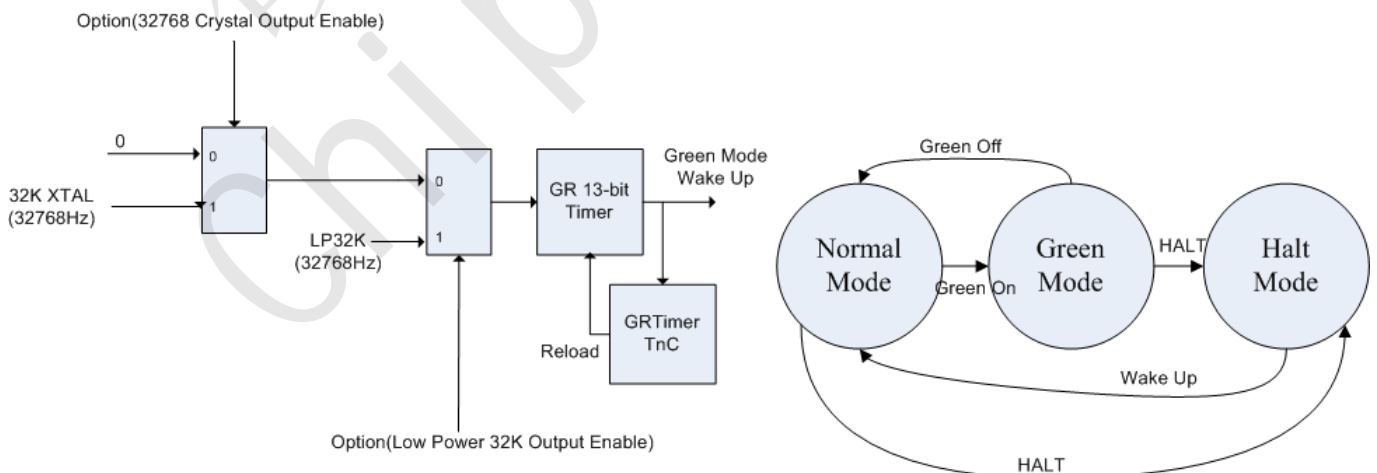 Option(32768 Crystal Output Enable)
0
0
32K XTAL
(32768Hz)
1
0
LP32K
(32768Hz)
1
GR 13-bit
Timer
Green Mode
Wake Up
GRTimer
TnC
Reload
Option(Low Power 32K Output Enable)
Green Off
Normal
Mode
Green On
Green
Mode
HALT
Halt
Mode
Wake Up
HALT
Chip